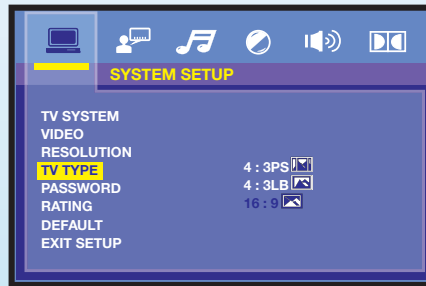 SYSTEM SETUP
TV SYSTEM
VIDEO
RESOLUTION
TV TYPE
4 : 3PS
PASSWORD
4 : 3LB
RATING
16 : 9
DEFAULT
EXIT SETUP